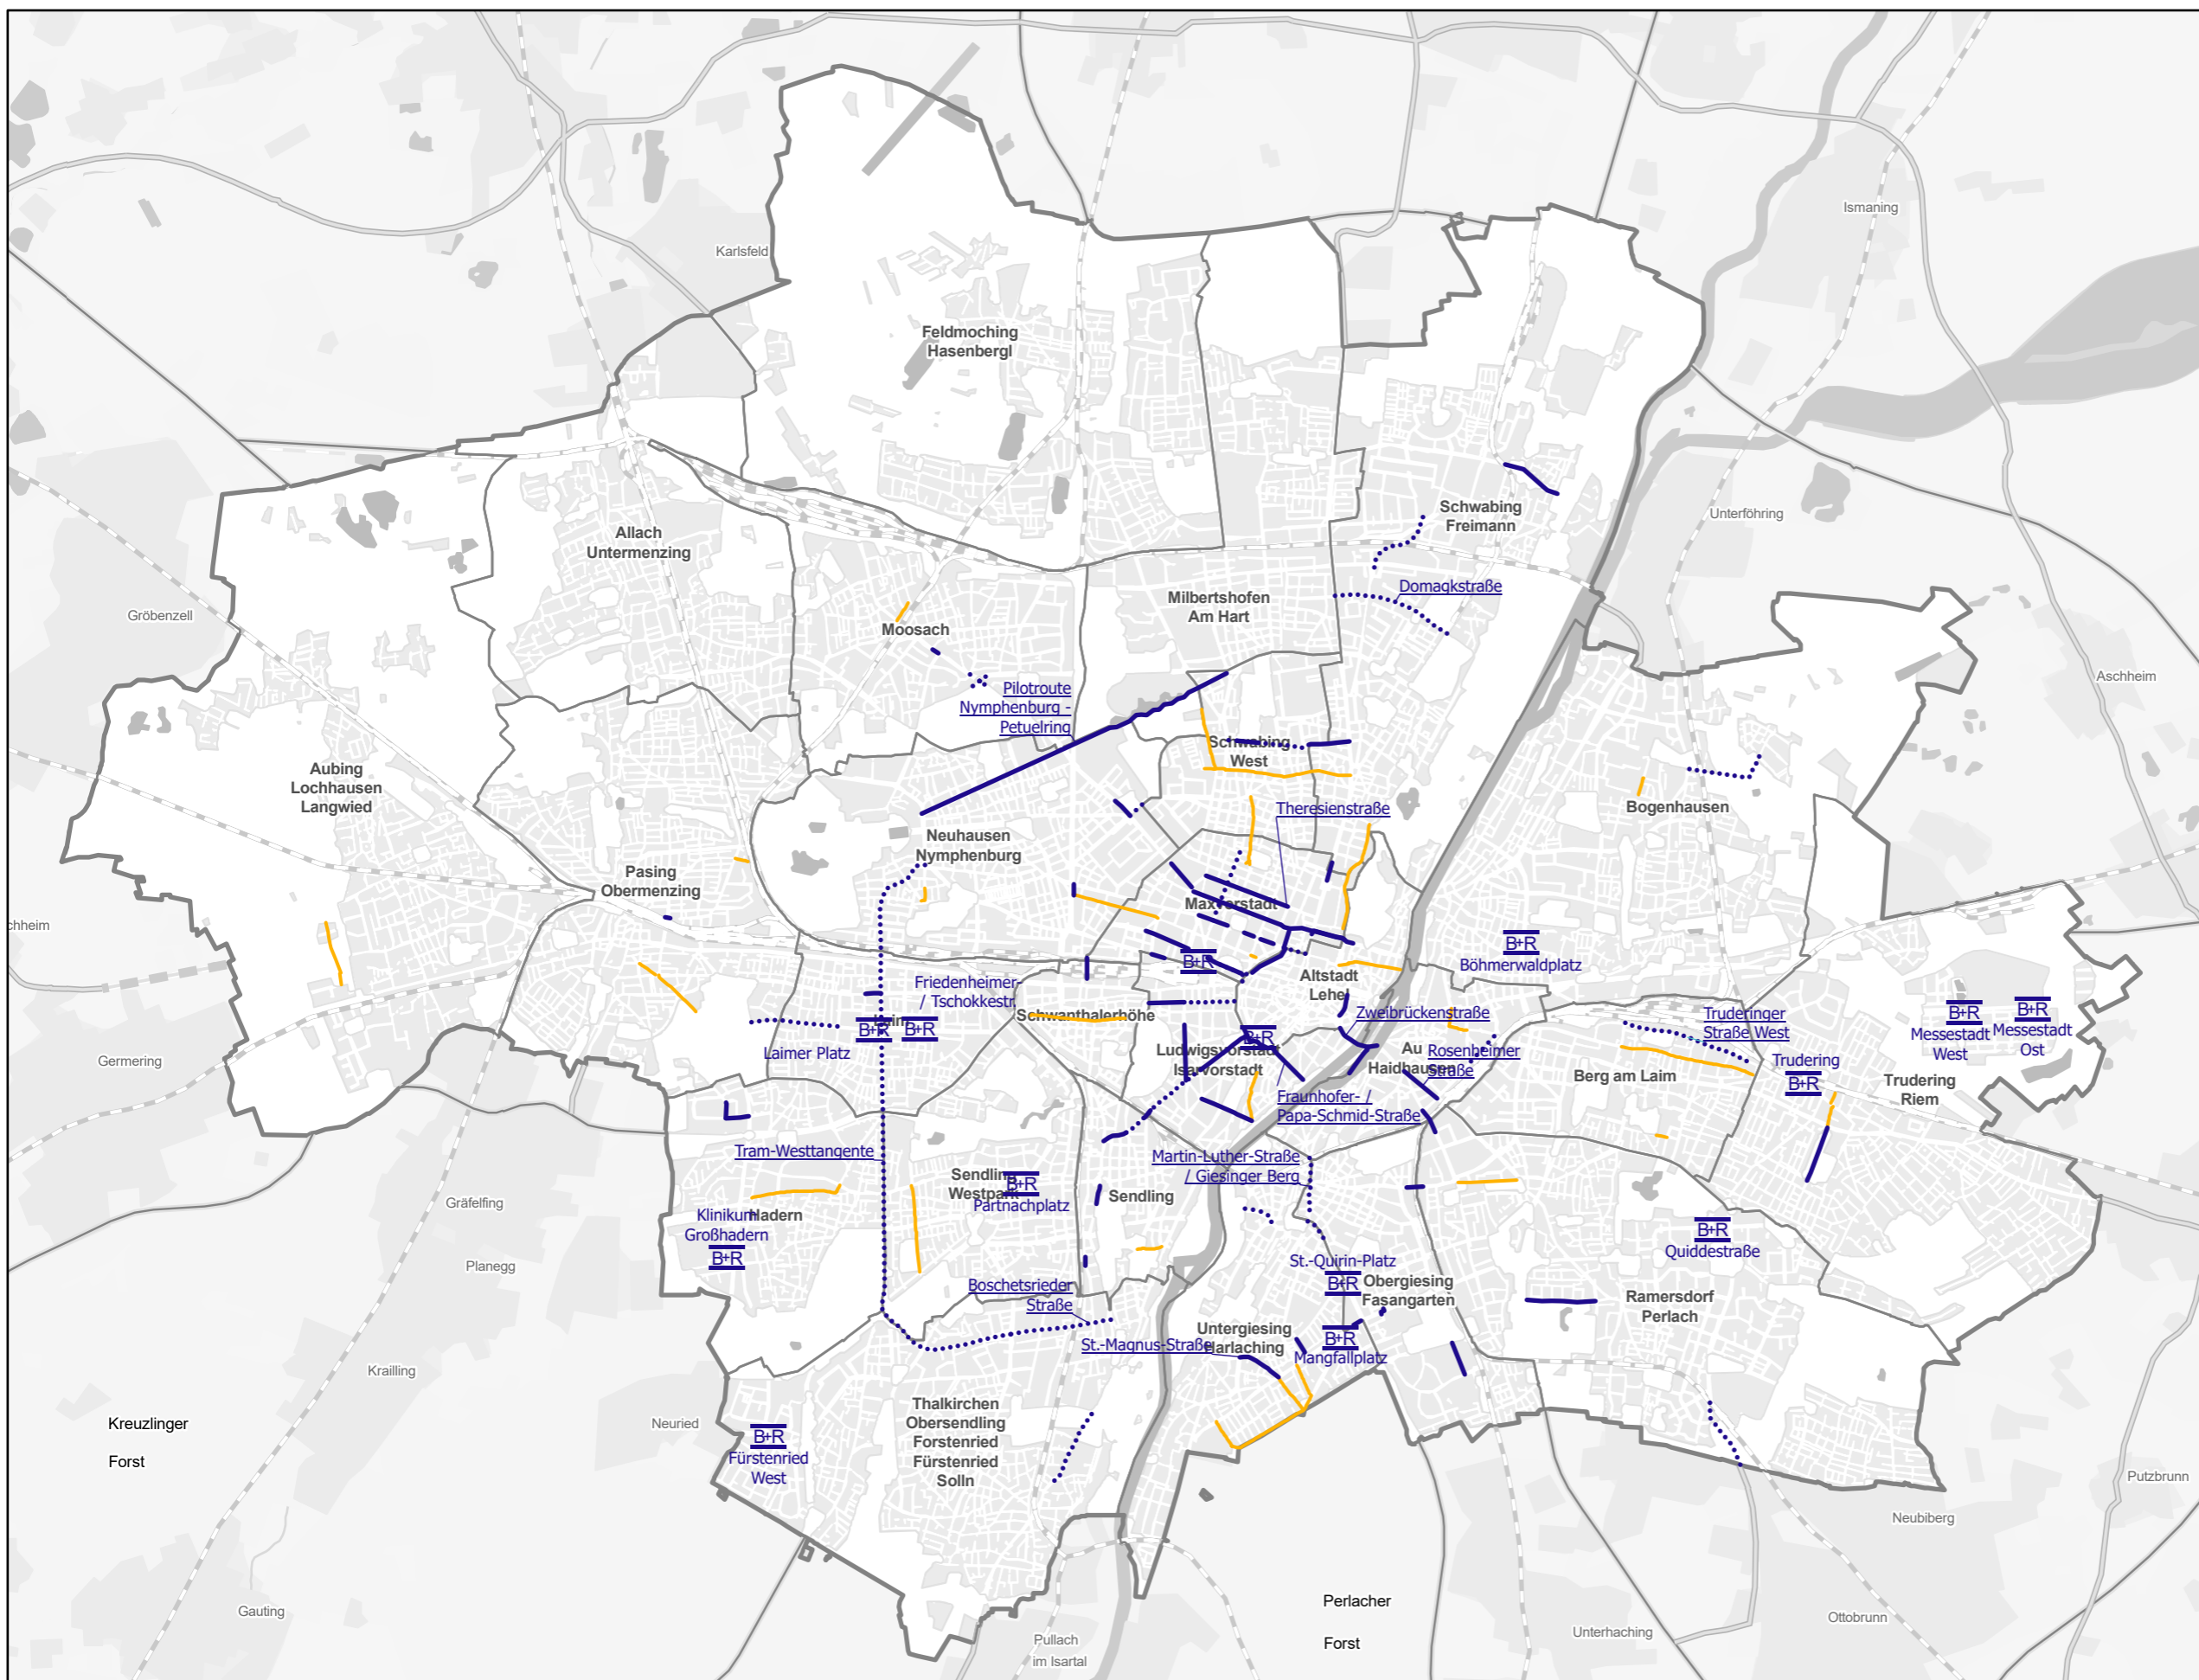 Ismaning
Karlsfeld
Feldmoching
Hasenbergl
Schwabing
Freimann
Unterföhring
Allach
Untermenzing
Domagkstraße
Milbertshofen
Am Hart
Gröbenzell
Moosach
Aschheim
Pilotroute
Nymphenburg -
Petuelring
Schwabing
West
Aubing
Lochhausen
Langwied
Bogenhausen
Theresienstraße
Neuhausen
Nymphenburg
Pasing
Obermenzing
Maxvorstadt
chheim
B+R
Böhmerwaldplatz
B+R
Altstadt
Lehel
Friedenheimer-
/ Tschokkestr.
Schwanthalerhöhe
Zweibrückenstraße
Truderinger
Straße West
B+R
Messestadt
West
B+R
Messestadt
Ost
B+R
B+R
Laimer Platz
B+R
Ludwigsvorstadt
Isarvorstadt
Au
Haidhausen
Rosenheimer
Straße
Germering
Berg am Laim
Trudering
B+R
Trudering
Riem
Fraunhofer- /
Papa-Schmid-Straße
Tram-Westtangente
Martin-Luther-Straße
/ Giesinger Berg
Sendling
Westpark
B+R
Partnachplatz
Sendling
Gräfelfing
Klinikum
Großhadern
B+R
Hadern
B+R
Quiddestraße
Planegg
St.-Quirin-Platz
B+R
Obergiesing
Fasangarten
Boschetsrieder
Straße
Ramersdorf
Perlach
Untergiesing
Harlaching
St.-Magnus-Straße
B+R
Mangfallplatz
Krailling
Neuried
Thalkirchen
Obersendling
Forstenried
Fürstenried
Solln
Kreuzlinger
Forst
B+R
Fürstenried
West
Putzbrunn
Neubiberg
Perlacher
Forst
Gauting
Ottobrunn
Unterhaching
Pullach
im Isartal